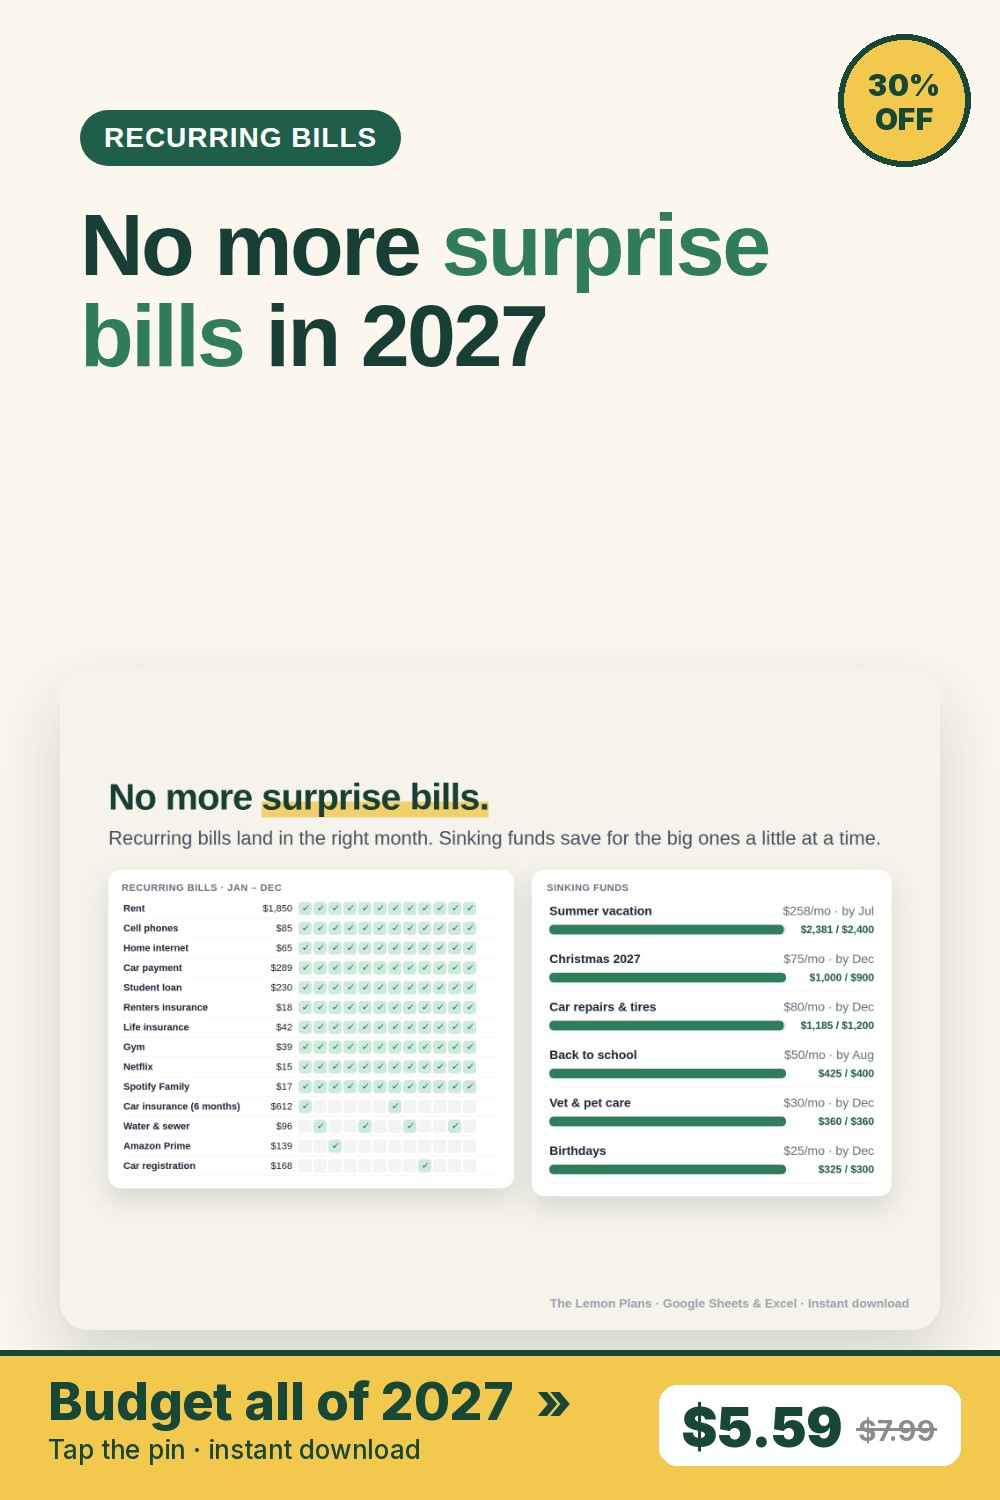 30%
OFF
RECURRING BILLS
No more surprise
bills in 2027
No more surprise bills.
Recurring bills land in the right month. Sinking funds save for the big ones a little at a time.
RECURRING BILLS · JAN – DEC
Rent $1,850 ✓ ✓ ✓ ✓ ✓ ✓ ✓ ✓ ✓ ✓ ✓ ✓
Cell phones $85 ✓ ✓ ✓ ✓ ✓ ✓ ✓ ✓ ✓ ✓ ✓ ✓
Home internet $65 ✓ ✓ ✓ ✓ ✓ ✓ ✓ ✓ ✓ ✓ ✓ ✓
Car payment $289 ✓ ✓ ✓ ✓ ✓ ✓ ✓ ✓ ✓ ✓ ✓ ✓
Student loan $230 ✓ ✓ ✓ ✓ ✓ ✓ ✓ ✓ ✓ ✓ ✓ ✓
Renters insurance $18 ✓ ✓ ✓ ✓ ✓ ✓ ✓ ✓ ✓ ✓ ✓ ✓
Life insurance $42 ✓ ✓ ✓ ✓ ✓ ✓ ✓ ✓ ✓ ✓ ✓ ✓
Gym $39 ✓ ✓ ✓ ✓ ✓ ✓ ✓ ✓ ✓ ✓ ✓ ✓
Netflix $15 ✓ ✓ ✓ ✓ ✓ ✓ ✓ ✓ ✓ ✓ ✓ ✓
Spotify Family $17 ✓ ✓ ✓ ✓ ✓ ✓ ✓ ✓ ✓ ✓ ✓ ✓
Car insurance (6 months) $612 ✓ ✓
Water & sewer $96 ✓ ✓ ✓ ✓
Amazon Prime $139 ✓
Car registration $168 ✓
SINKING FUNDS
Summer vacation $258/mo · by Jul
$2,381 / $2,400
Christmas 2027 $75/mo · by Dec
$1,000 / $900
Car repairs & tires $80/mo · by Dec
$1,185 / $1,200
Back to school $50/mo · by Aug
$425 / $400
Vet & pet care $30/mo · by Dec
$360 / $360
Birthdays $25/mo · by Dec
$325 / $300
The Lemon Plans · Google Sheets & Excel · Instant download
Budget all of 2027 »
Tap the pin · instant download
$5.59 $7.99